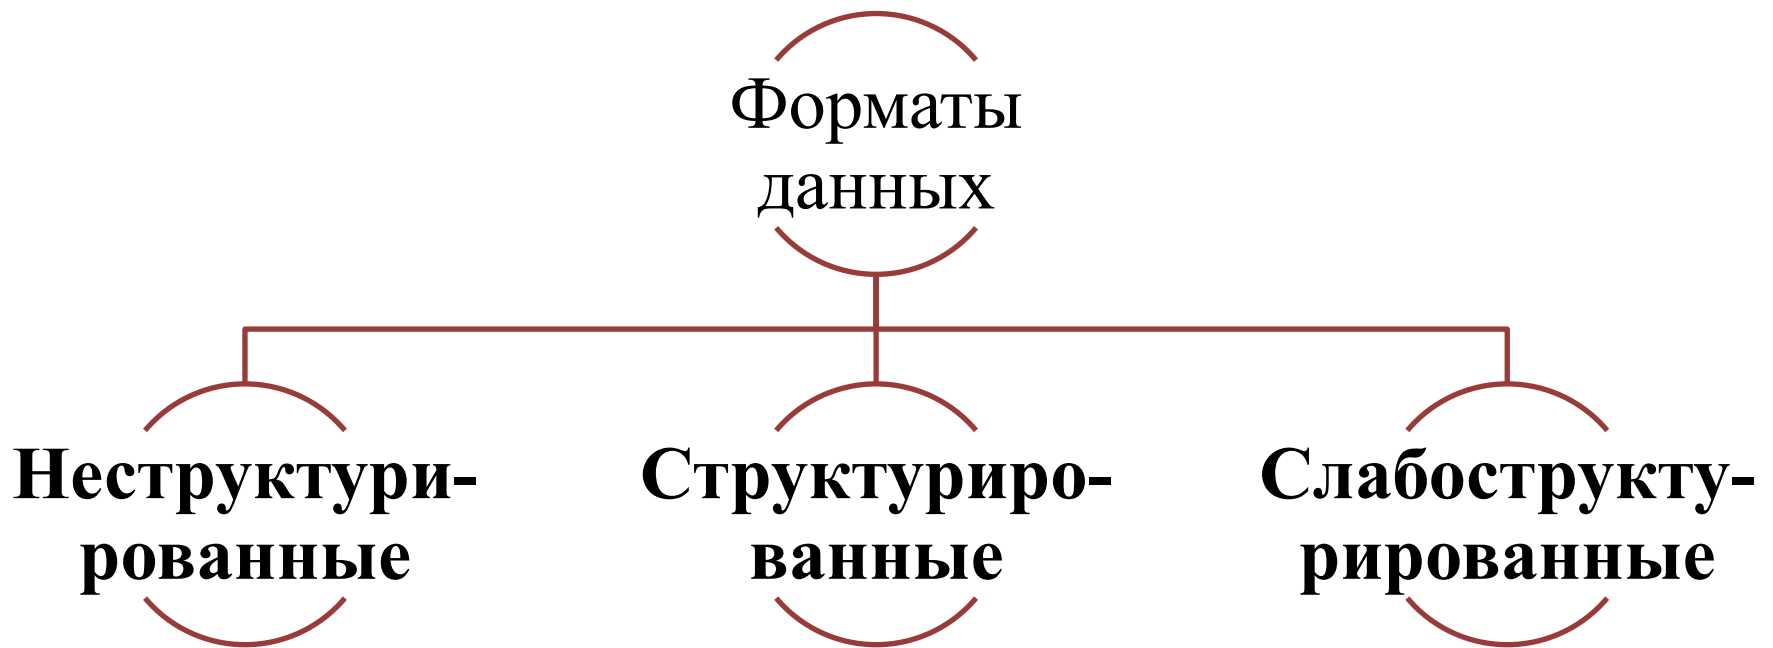 Форматы
данных
Неструктури-
рованные
Структуриро-
ванные
Слабострукту-
рированные